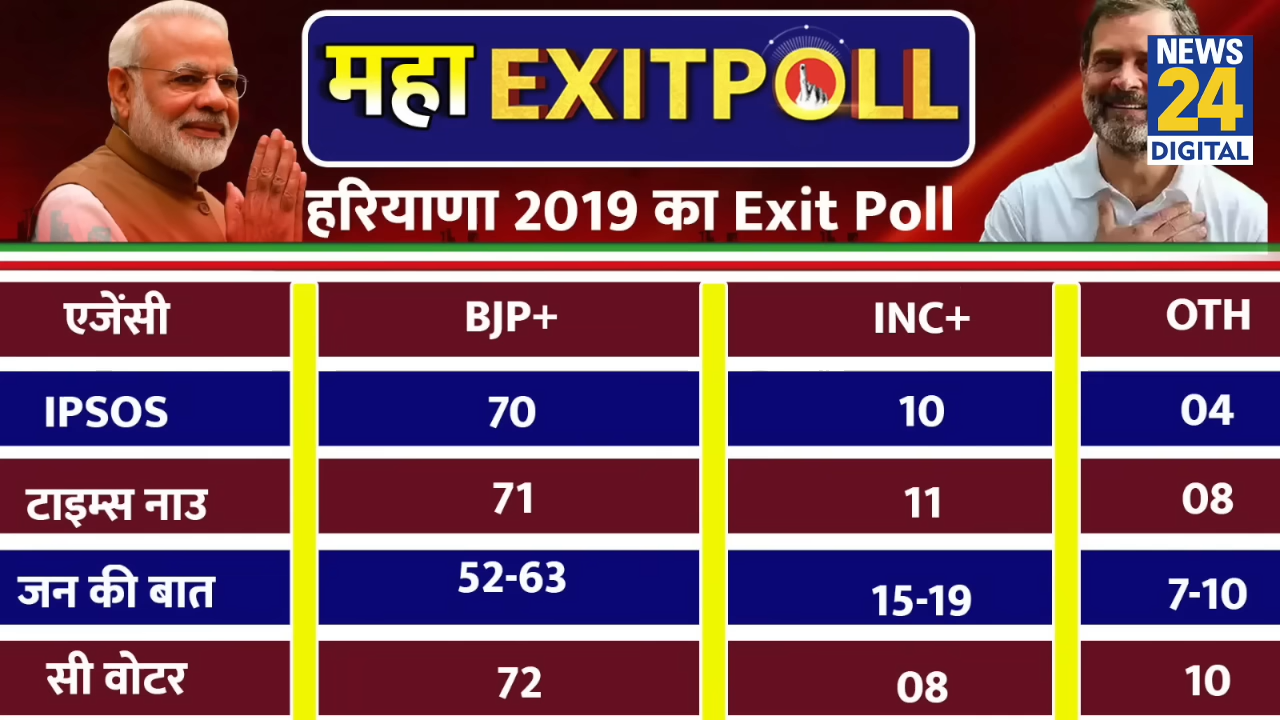 महा EXITPOLL
NEWS
24
DIGITAL
हरियाणा 2019 का Exit Poll
एजेंसी BJP+ INC+ OTH
IPSOS 70 10 04
टाइम्स नाउ 71 11 08
जन की बात 52-63 15-19 7-10
सी वोटर 72 08 10